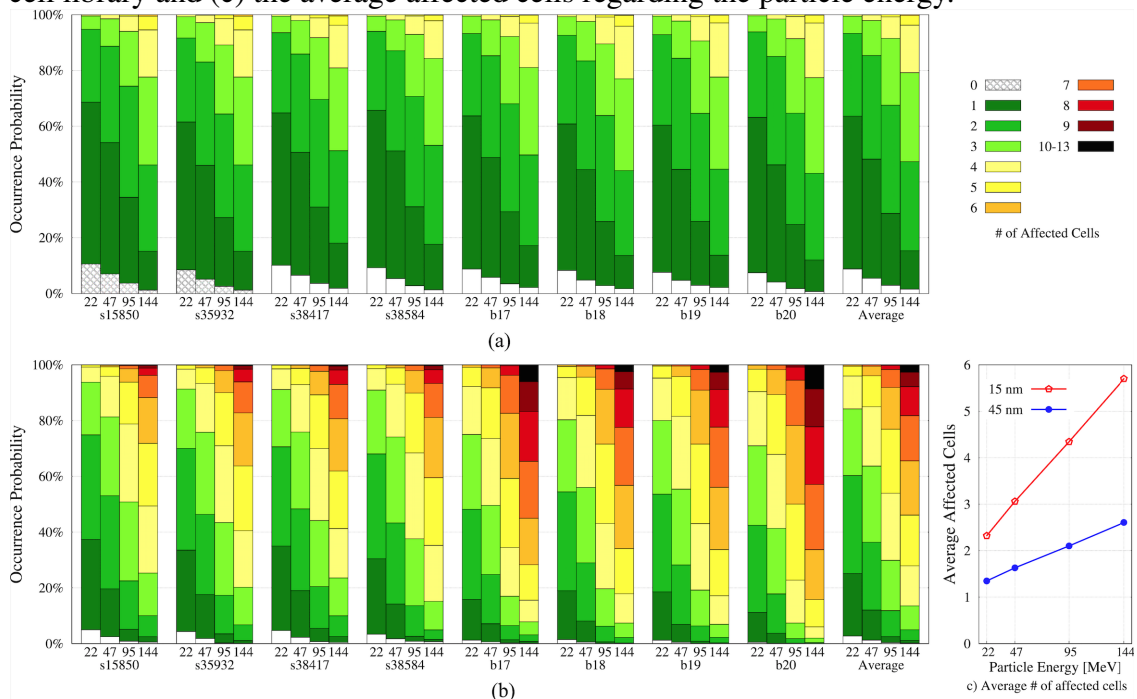 cell library and (c) the average affected cells regarding the particle energy.
100%
80%
60%
40%
20%
0%
Occurrence Probability
22 47 95 144 22 47 95 144 22 47 95 144 22 47 95 144 22 47 95 144 22 47 95 144 22 47 95 144 22 47 95 144 22 47 95 144
s15850 s35932 s38417 s38584 b17 b18 b19 b20 Average
(a)
0 7
1 8
2 9
3 10-13
4
5
6
# of Affected Cells
100%
80%
60%
40%
20%
0%
Occurrence Probability
22 47 95 144 22 47 95 144 22 47 95 144 22 47 95 144 22 47 95 144 22 47 95 144 22 47 95 144 22 47 95 144 22 47 95 144
s15850 s35932 s38417 s38584 b17 b18 b19 b20 Average
(b)
6
5
4
3
2
1
0
Average Affected Cells
15 nm
45 nm
22 47 95 144
Particle Energy [MeV]
c) Average # of affected cells